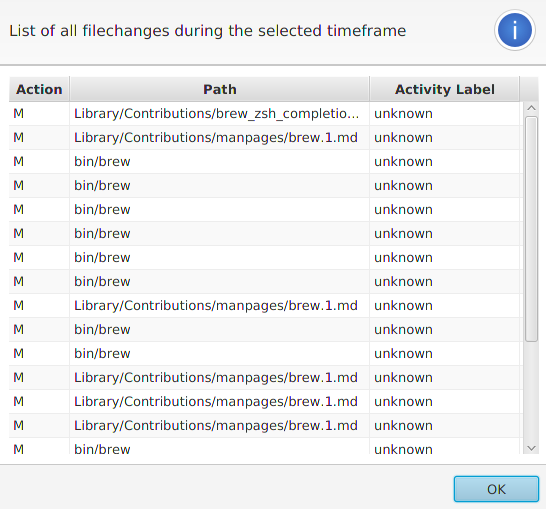 List of all filechanges during the selected timeframe
Action Path Activity Label
M Library/Contributions/brew_zsh_completio... unknown
M Library/Contributions/manpages/brew.1.md unknown
M bin/brew unknown
M bin/brew unknown
M bin/brew unknown
M bin/brew unknown
M bin/brew unknown
M bin/brew unknown
M Library/Contributions/manpages/brew.1.md unknown
M bin/brew unknown
M bin/brew unknown
M Library/Contributions/manpages/brew.1.md unknown
M Library/Contributions/manpages/brew.1.md unknown
M Library/Contributions/manpages/brew.1.md unknown
M bin/brew unknown
OK